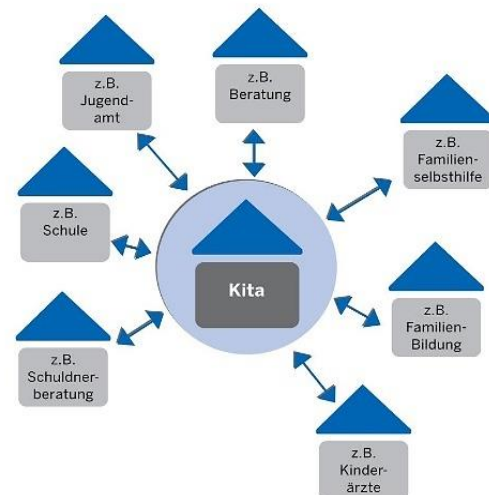 z.B.
Jugend-
amt
z.B.
Beratung
z.B.
Familien-
selbsthilfe
z.B.
Schule
Kita
z.B.
Familien-
Bildung
z.B.
Schuldner-
beratung
z.B.
Kinder-
ärzte